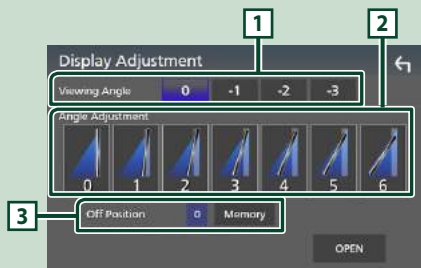 1 2
Display Adjustment
Viewing Angle 0 -1 -2 -3
Angle Adjustment
0 1 2 3 4 5 6
3 Off Position 0 Memory
OPEN